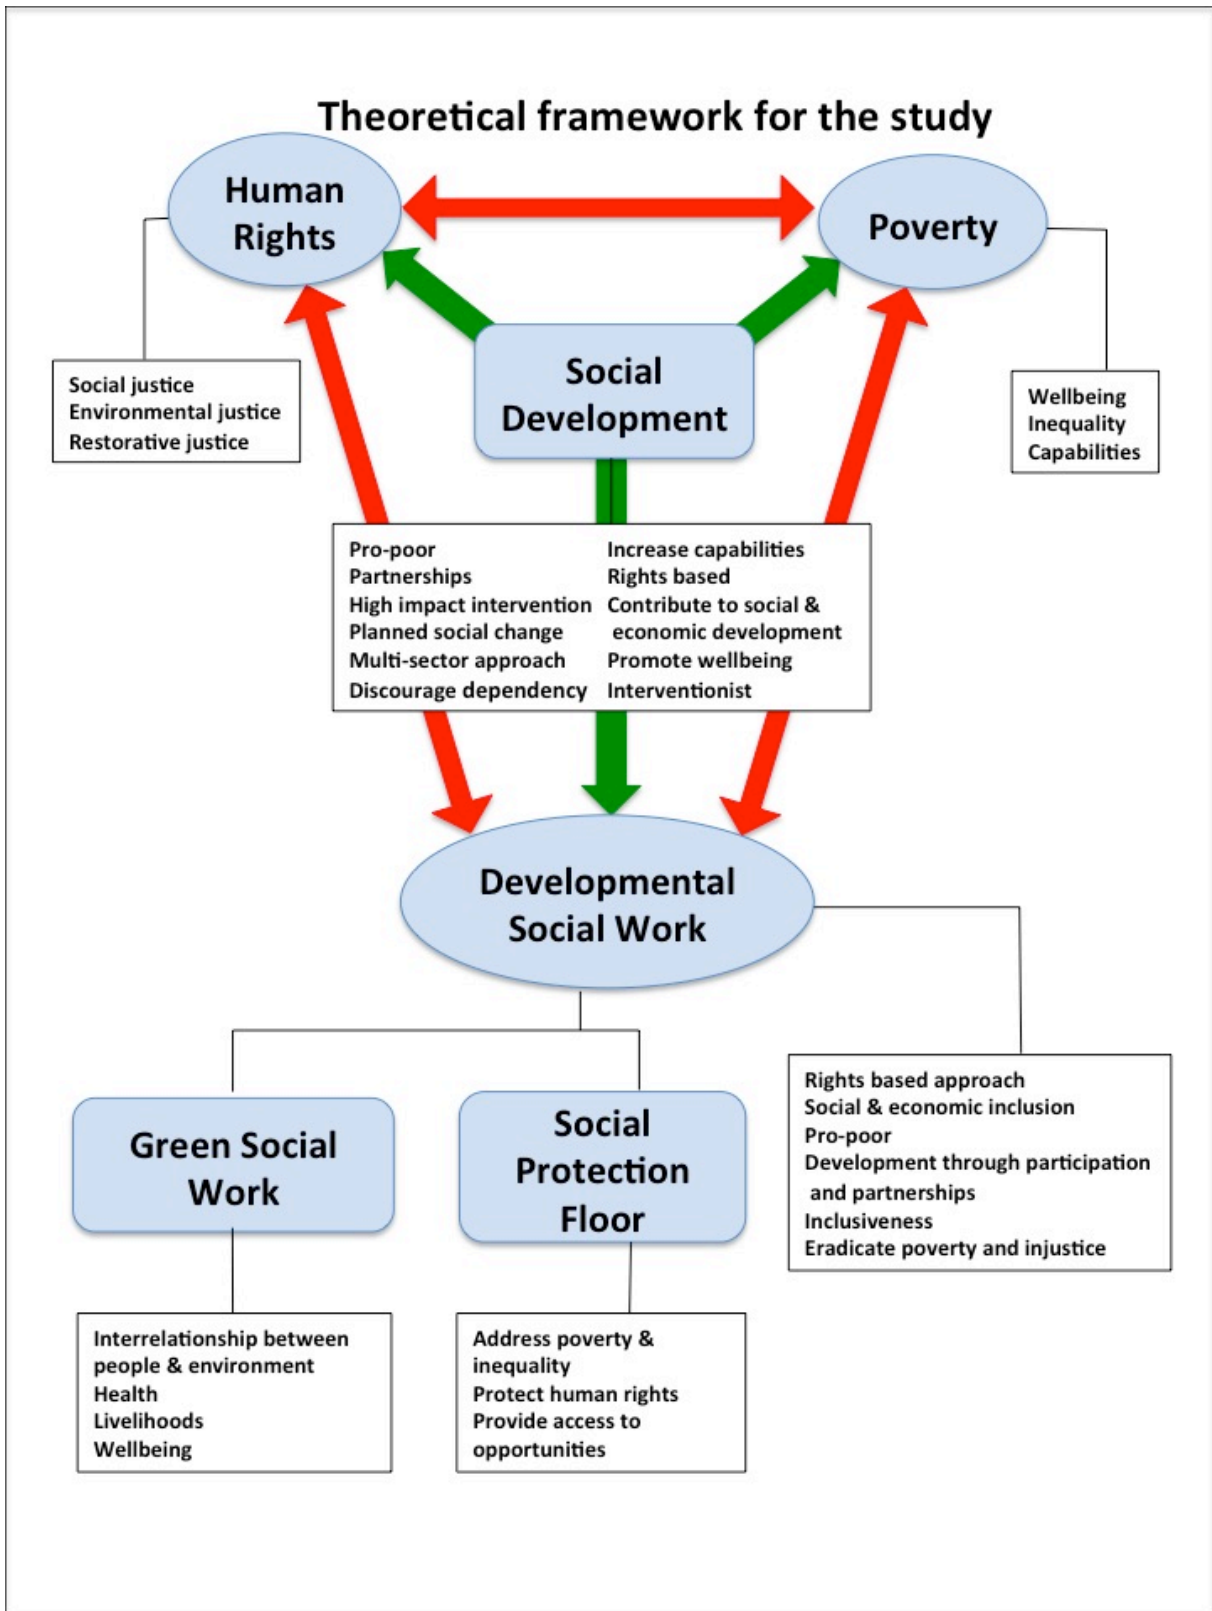 Theoretical framework for the study
Human
Rights
Poverty
Social
Development
Social justice
Environmental justice
Restorative justice
Wellbeing
Inequality
Capabilities
Pro-poor
Partnerships
High impact intervention
Planned social change
Multi-sector approach
Discourage dependency
Increase capabilities
Rights based
Contribute to social &
economic development
Promote wellbeing
Interventionist
Developmental
Social Work
Green Social
Work
Social
Protection
Floor
Rights based approach
Social & economic inclusion
Pro-poor
Development through participation
and partnerships
Inclusiveness
Eradicate poverty and injustice
Interrelationship between
people & environment
Health
Livelihoods
Wellbeing
Address poverty &
inequality
Protect human rights
Provide access to
opportunities